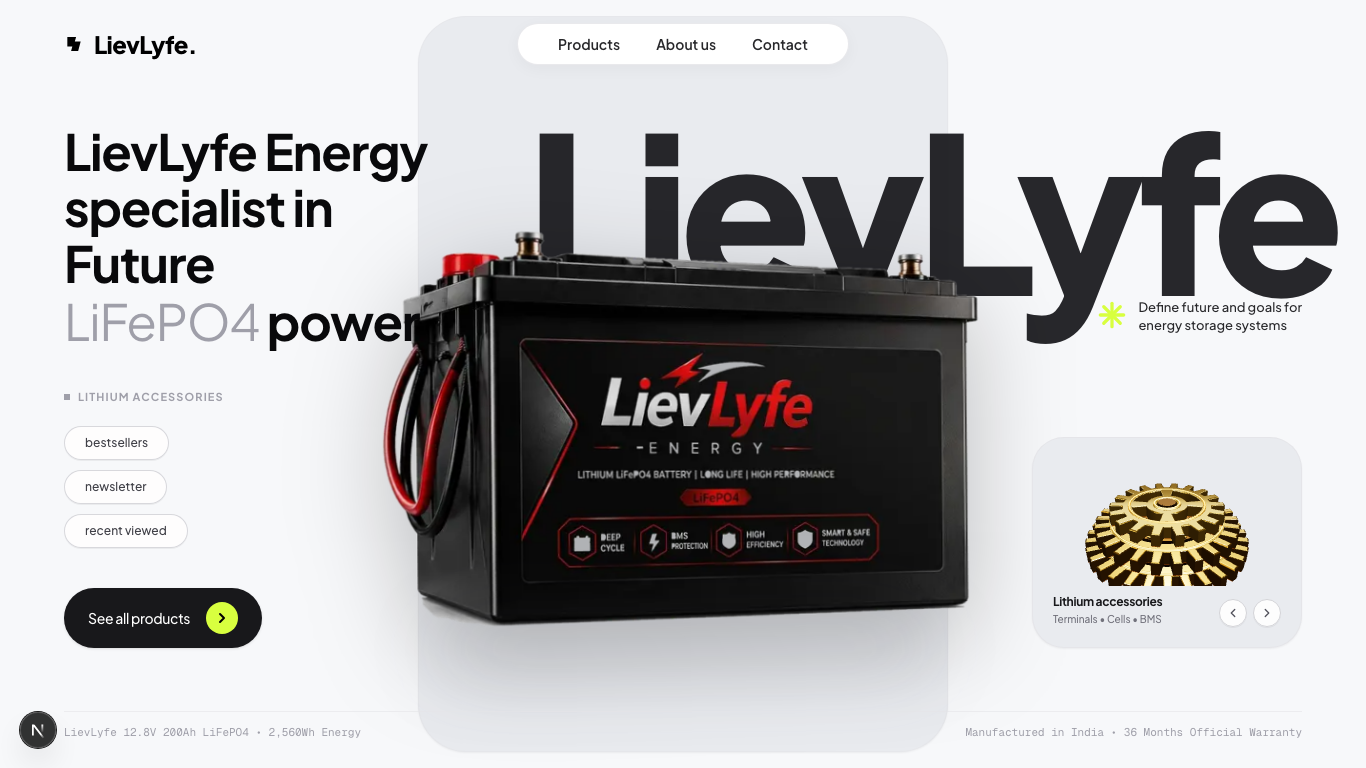 LievLyfe.
Products About us Contact
LievLyfe Energy
specialist in
Future
LiFePO4 power
LievLyfe
Define future and goals for
energy storage systems
LITHIUM ACCESSORIES
bestsellers
newsletter
recent viewed
See all products
LievLyfe
-ENERGY
LITHIUM LiFePO4 BATTERY | LONG LIFE | HIGH PERFORMANCE
LiFePO4
DEEP
CYCLE
BMS
PROTECTION
HIGH
EFFICIENCY
SMART & SAFE
TECHNOLOGY
Lithium accessories
Terminals • Cells • BMS
N
LievLyfe 12.8V 200Ah LiFePO4 • 2,560Wh Energy
Manufactured in India • 36 Months Official Warranty